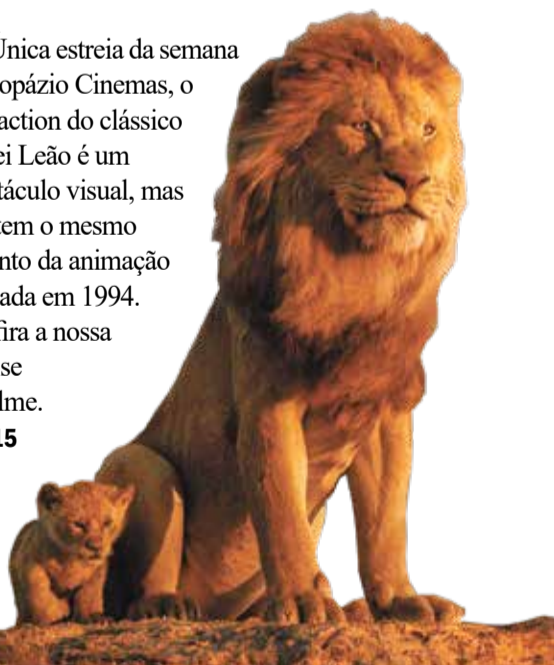 Única estreia da semana
opázio Cinemas, o
action do clássico
ei Leão é um
táculo visual, mas
tem o mesmo
nto da animação
ada em 1994.
fira a nossa
se
lme.
15